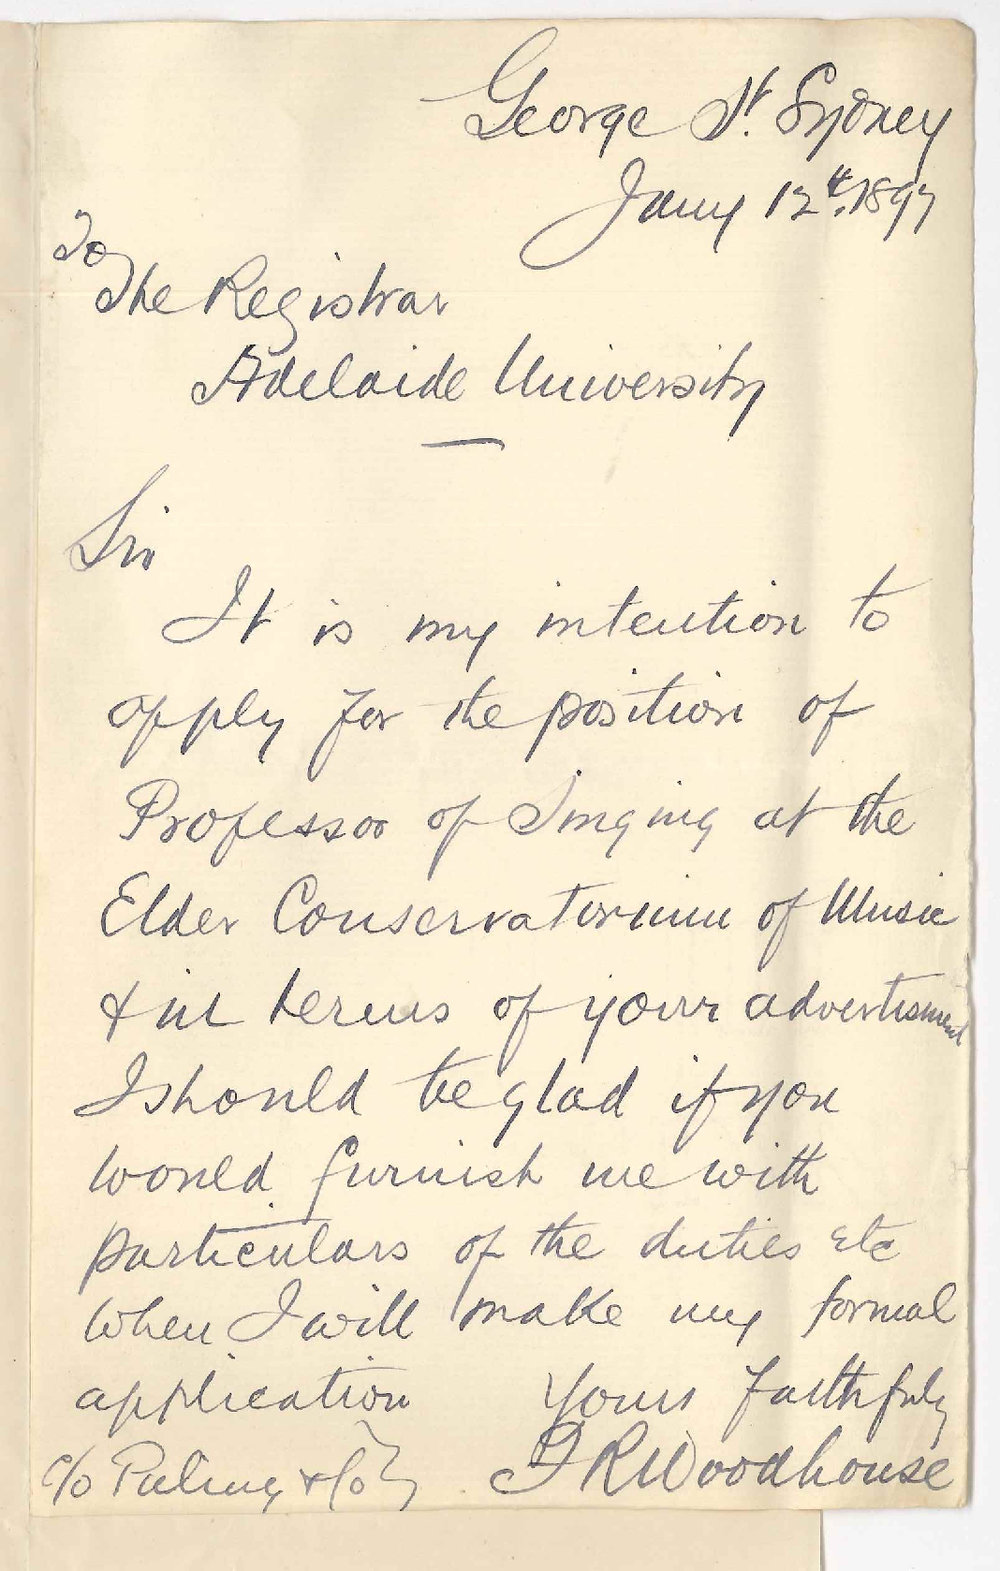 George St. Sydney
Jany 12th. 1897
To
The Registrar
Adelaide University
Sir
It is my intention to
apply for the position of
Professor of Singing at the
Elder Conservatorium of Music
& in terms of your advertisment
I should be glad if you
would furnish me with
particulars of the duties etc
when I will make my formal
application Yours faithfuly
c/o Paling & Co RWoodhouse